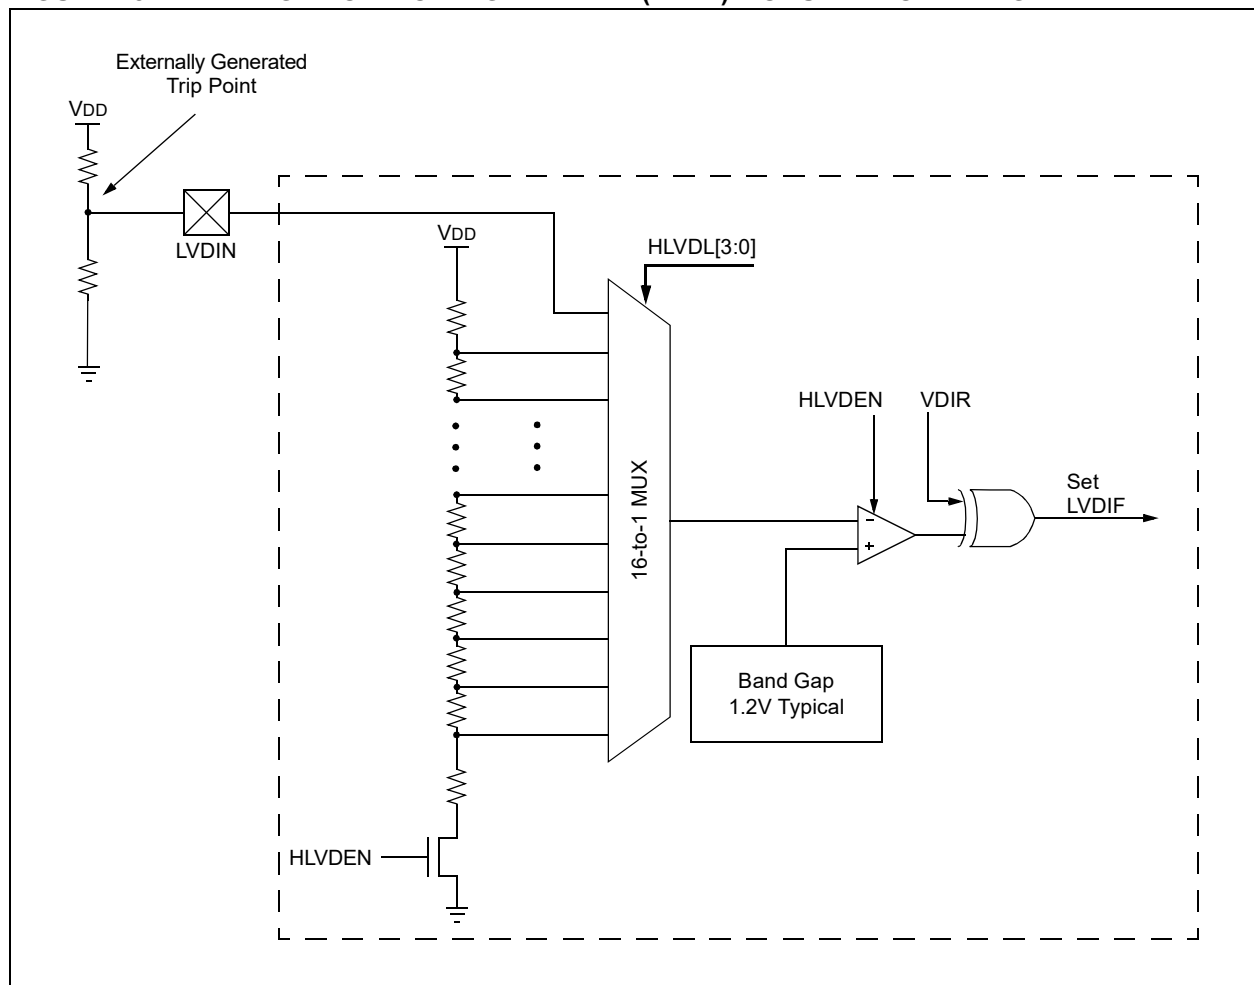 Externally Generated
Trip Point
VDD
LVDIN
VDD
HLVDL[3:0]
16-to-1 MUX
HLVDEN
VDIR
-
+
Set
LVDIF
Band Gap
1.2V Typical
HLVDEN